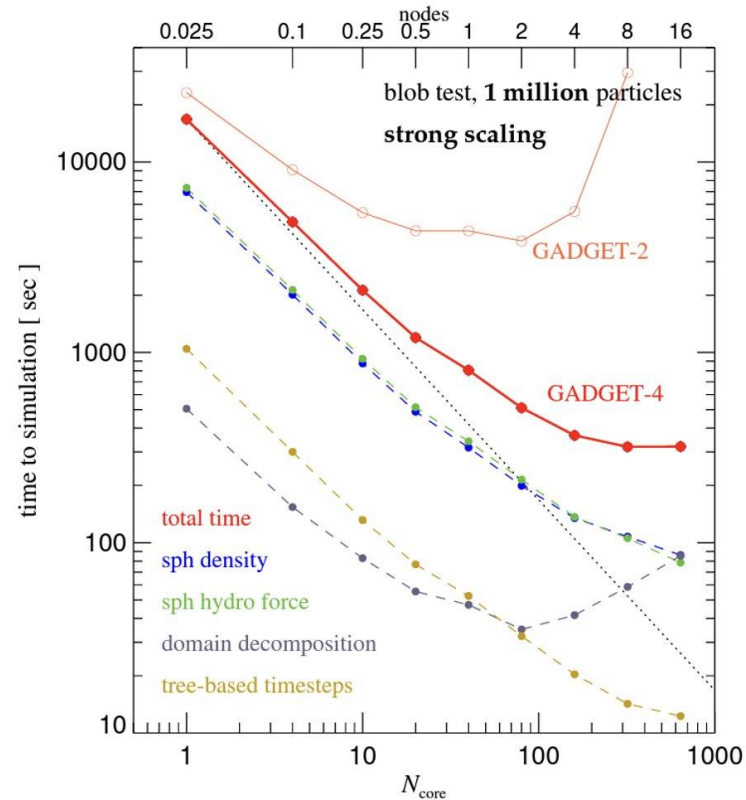 nodes
0.025 0.1 0.25 0.5 1 2 4 8 16
blob test, 1 million particles
strong scaling
10000
GADGET-2
1000
GADGET-4
time to simulation [ sec ]
total time
100
sph density
sph hydro force
domain decomposition
tree-based timesteps
10
1 10 100 1000
Ncore